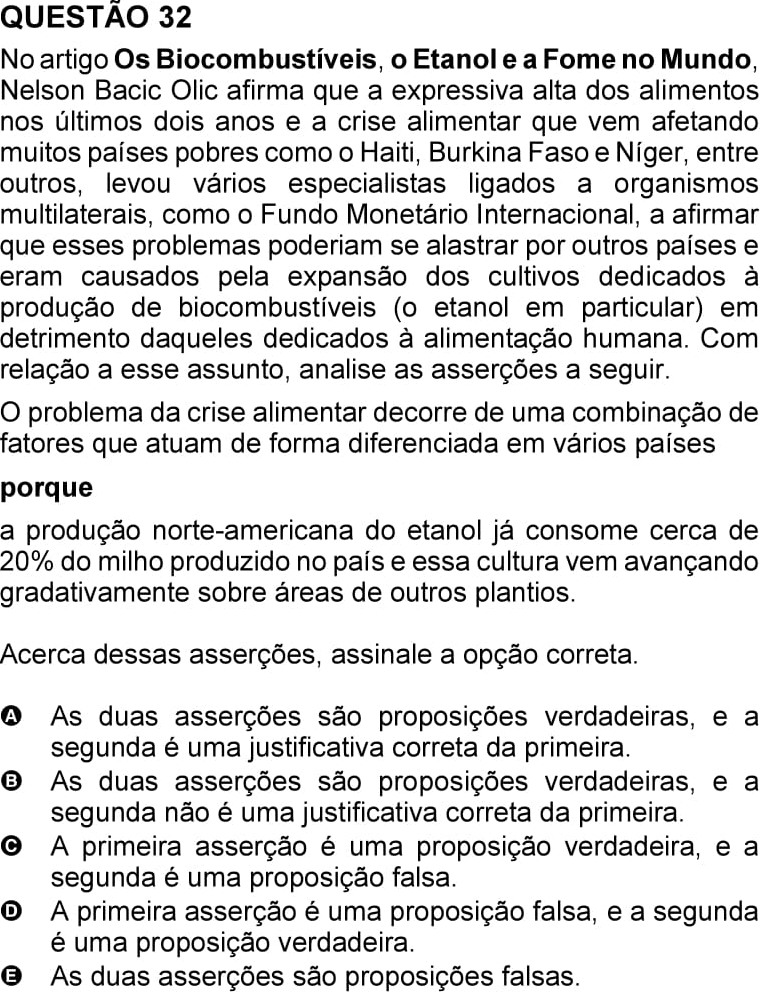 QUESTÃO 32
No artigo Os Biocombustíveis, o Etanol e a Fome no Mundo,
Nelson Bacic Olic afirma que a expressiva alta dos alimentos
nos últimos dois anos e a crise alimentar que vem afetando
muitos países pobres como o Haiti, Burkina Faso e Níger, entre
outros, levou vários especialistas ligados a organismos
multilaterais, como o Fundo Monetário Internacional, a afirmar
que esses problemas poderiam se alastrar por outros países e
eram causados pela expansão dos cultivos dedicados à
produção de biocombustíveis (o etanol em particular) em
detrimento daqueles dedicados à alimentação humana. Com
relação a esse assunto, analise as asserções a seguir.
O problema da crise alimentar decorre de uma combinação de
fatores que atuam de forma diferenciada em vários países
porque
a produção norte-americana do etanol já consome cerca de
20% do milho produzido no país e essa cultura vem avançando
gradativamente sobre áreas de outros plantios.
Acerca dessas asserções, assinale a opção correta.
A As duas asserções são proposições verdadeiras, e a
segunda é uma justificativa correta da primeira.
B As duas asserções são proposições verdadeiras, e a
segunda não é uma justificativa correta da primeira.
C A primeira asserção é uma proposição verdadeira, e a
segunda é uma proposição falsa.
D A primeira asserção é uma proposição falsa, e a segunda
é uma proposição verdadeira.
E As duas asserções são proposições falsas.